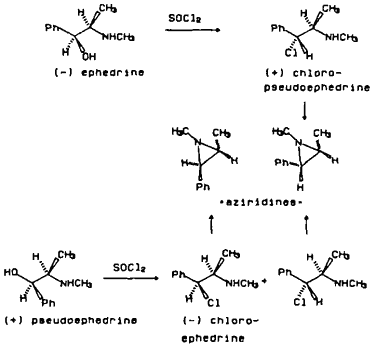 CH₃ CH₃
H H
Ph SOCl₂ Ph
NHCH₃ NHCH₃
H OH Cl H
(-) ephedrine (+) chloro-
pseudoephedrine
H₃C CH₃ H₃C CH₃
N N
H H Ph H
Ph H
-aziridines-
CH₃ CH₃ CH₃
H H H
HO SOCl₂ Ph Ph
NHCH₃ NHCH₃ + NHCH₃
H Ph H Cl Cl H
(+) pseudoephedrine (-) chloro-
ephedrine